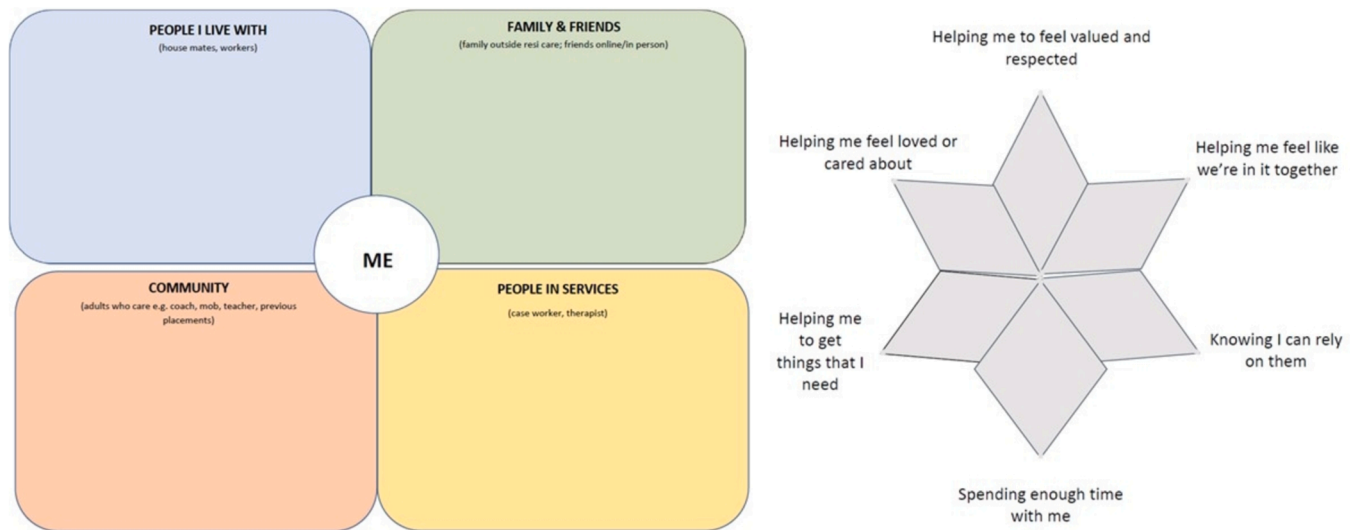 PEOPLE I LIVE WITH
(house mates, workers)
FAMILY & FRIENDS
(family outside resi care; friends online/in person)
ME
COMMUNITY
(adults who care e.g. coach, mob, teacher, previous
placements)
PEOPLE IN SERVICES
(case worker, therapist)
Helping me to feel valued and
respected
Helping me feel loved or
cared about
Helping me feel like
we're in it together
Helping me
to get
things that I
need
Knowing I can rely
on them
Spending enough time
with me